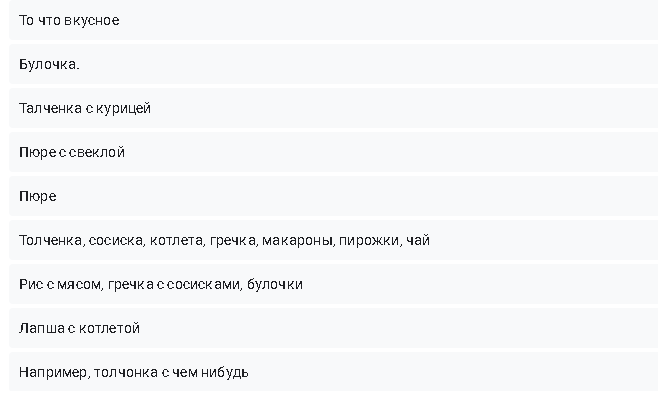 То что вкусное
Булочка.
Талченка с курицей
Пюре с свеклой
Пюре
Толченка, сосиска, котлета, гречка, макароны, пирожки, чай
Рис с мясом, гречка с сосисками, булочки
Лапша с котлетой
Например, толчонка с чем нибудь